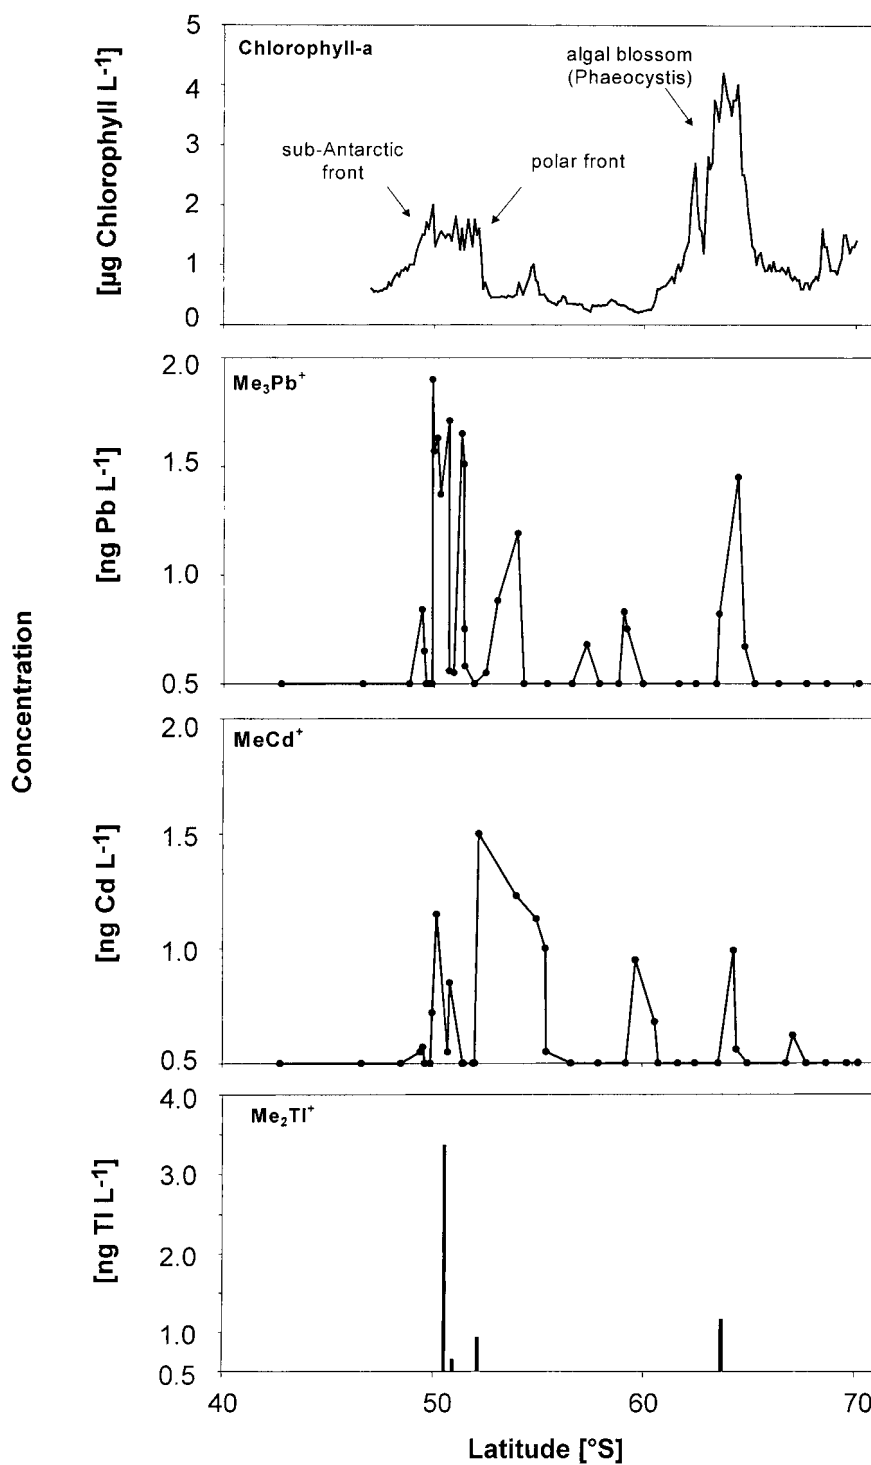 Chlorophyll-a
algal blossom
(Phaeocystis)
sub-Antarctic
front
polar front
[µg Chlorophyll L-1]
5
4
3
2
1
0
Me3Pb+
[ng Pb L-1]
2.0
1.5
1.0
0.5
Concentration
MeCd+
[ng Cd L-1]
2.0
1.5
1.0
0.5
Me2Tl+
[ng Tl L-1]
4.0
3.0
2.0
1.0
0.5
40 50 60 70
Latitude [°S]